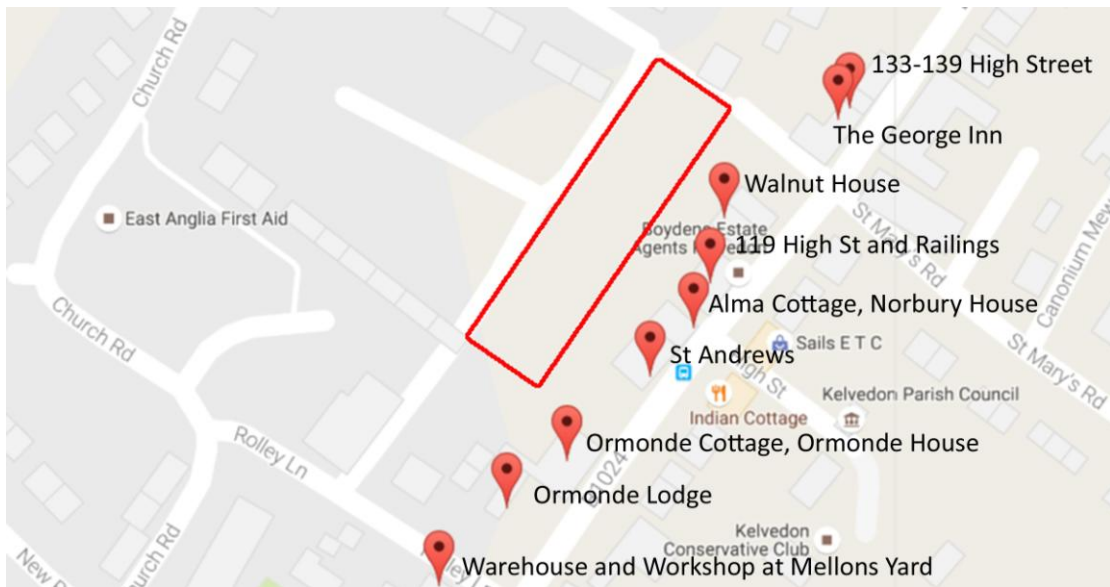 Church Rd
133-139 High Street
The George Inn
Walnut House
East Anglia First Aid
Boydens Estate
Agents
119 High St and Railings
St Mary's Rd
Canonium Mew
Alma Cottage, Norbury House
Church Rd
Sails E T C
St Andrews
High St
St Mary's Rd
Kelvedon Parish Council
Indian Cottage
Ormonde Cottage, Ormonde House
Rolley Ln
Ormonde Lodge
Kelvedon
Conservative Club
Church Rd
Warehouse and Workshop at Mellons Yard